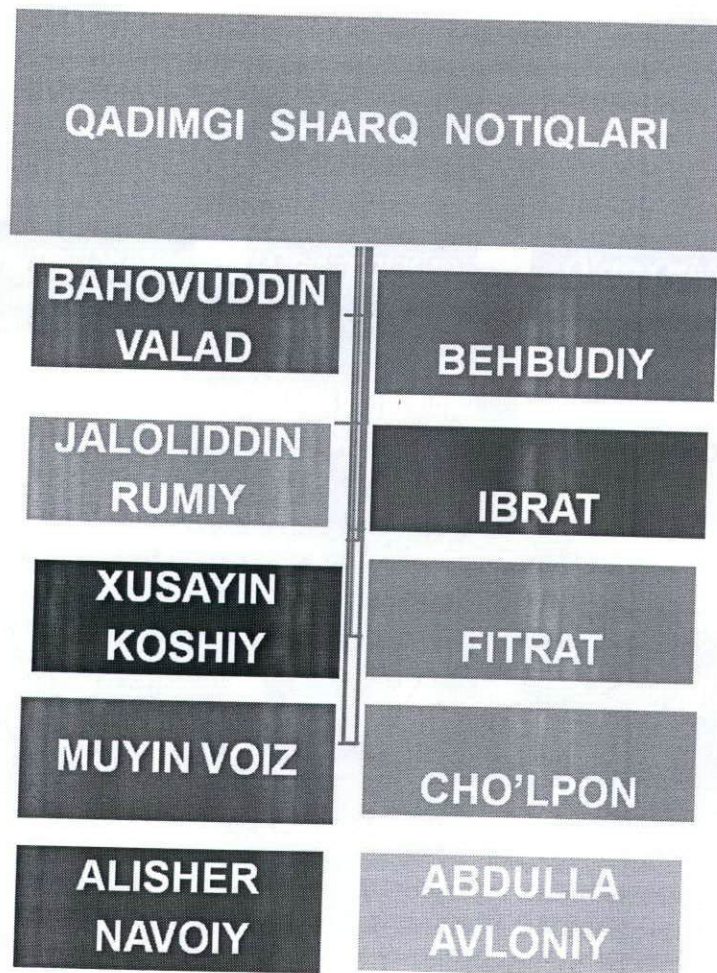 QADIMGI SHARQ NOTIQLARI
BAHOVUDDIN
VALAD
BEHBUDIY
JALOLIDDIN
RUMIY
IBRAT
XUSAYIN
KOSHIY
FITRAT
MUYIN VOIZ
CHO'LPON
ALISHER
NAVOIY
ABDULLA
AVLONIY